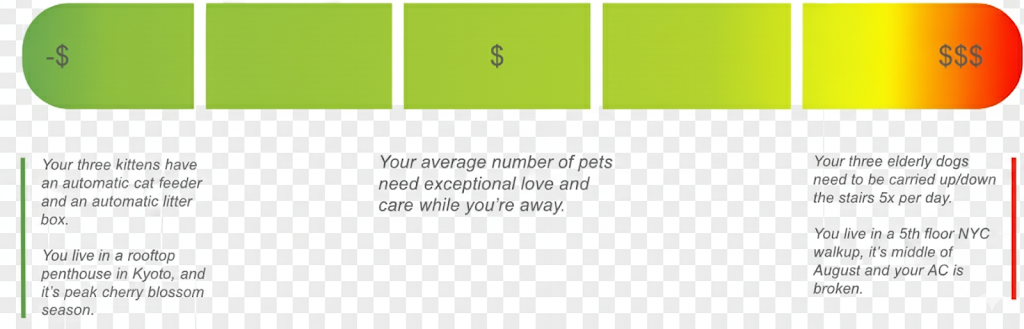 -$
$
$$$
Your three kittens have
an automatic cat feeder
and an automatic litter
box.
You live in a rooftop
penthouse in Kyoto, and
it's peak cherry blossom
season.
Your average number of pets
need exceptional love and
care while you're away.
Your three elderly dogs
need to be carried up/down
the stairs 5x per day.
You live in a 5th floor NYC
walkup, it's middle of
August and your AC is
broken.